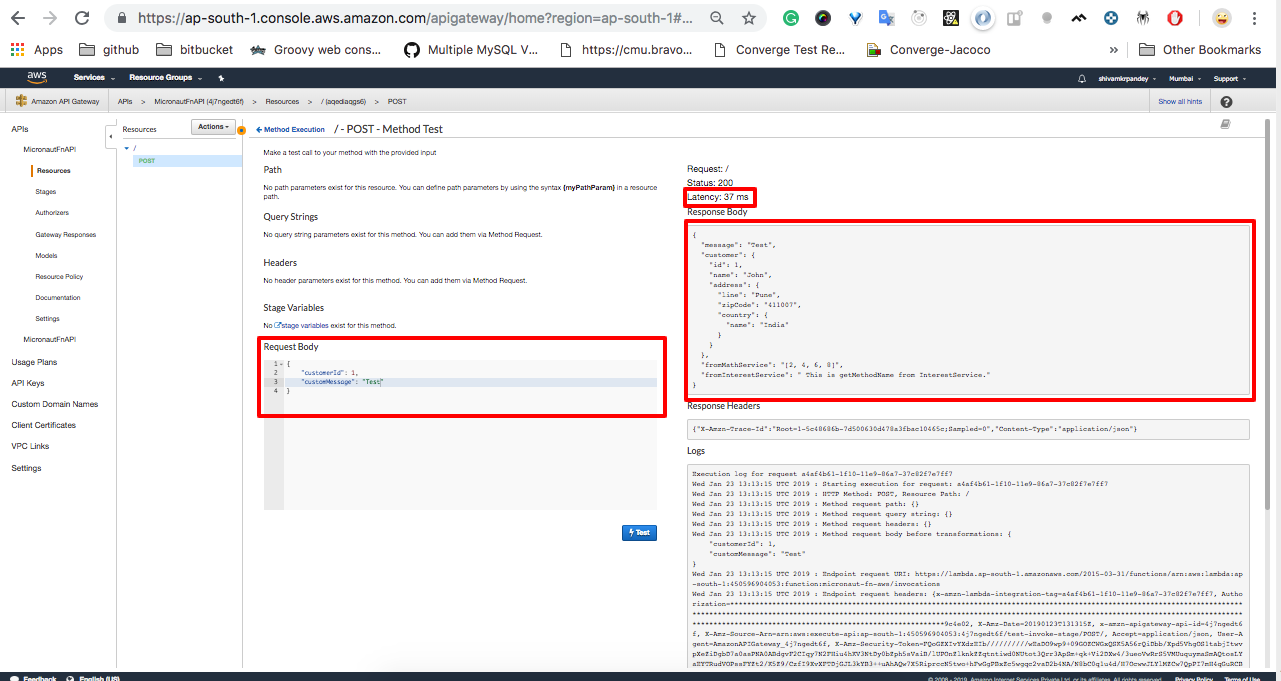 https://ap-south-1.console.aws.amazon.com/apigateway/home?region=ap-south-1#...
Apps github bitbucket Groovy web cons... Multiple MySQL V... https://cmu.bravo... Converge Test Re... Converge-Jacoco » Other Bookmarks
aws Services Resource Groups shivamkrpandey Mumbai Support
Amazon API Gateway APIs > MicronautFnAPI (4j7ngedt6f) > Resources > / (aqediaqgs6) > POST Show all hints ?
APIs
MicronautFnAPI
Resources
Stages
Authorizers
Gateway Responses
Models
Resource Policy
Documentation
Settings
MicronautFnAPI
Usage Plans
API Keys
Custom Domain Names
Client Certificates
VPC Links
Settings
Resources Actions
/
POST
Method Execution / - POST - Method Test
Make a test call to your method with the provided input
Path
No path parameters exist for this resource. You can define path parameters by using the syntax {myPathParam} in a resource
path.
Query Strings
No query string parameters exist for this method. You can add them via Method Request.
Headers
No header parameters exist for this method. You can add them via Method Request.
Stage Variables
No stage variables exist for this method.
Request Body
1 {
2 "customerId": 1,
3 "customMessage": "Test"
4 }
Test
Request: /
Status: 200
Latency: 37 ms
Response Body
{
"message": "Test",
"customer": {
"id": 1,
"name": "John",
"address": {
"line": "Pune",
"zipCode": "411007",
"country": {
"name": "India"
}
}
},
"fromMathService": "[2, 4, 6, 8]",
"fromInterestService": " This is getMethodName from InterestService."
}
Response Headers
{"X-Amzn-Trace-Id":"Root=1-5c48686b-7d500630d478a3fbac10465c;Sampled=0","Content-Type":"application/json"}
Logs
Execution log for request a4af4b61-1f10-11e9-86a7-37c82f7e7ff7
Wed Jan 23 13:13:15 UTC 2019 : Starting execution for request: a4af4b61-1f10-11e9-86a7-37c82f7e7ff7
Wed Jan 23 13:13:15 UTC 2019 : HTTP Method: POST, Resource Path: /
Wed Jan 23 13:13:15 UTC 2019 : Method request path: {}
Wed Jan 23 13:13:15 UTC 2019 : Method request query string: {}
Wed Jan 23 13:13:15 UTC 2019 : Method request headers: {}
Wed Jan 23 13:13:15 UTC 2019 : Method request body before transformations: {
"customerId": 1,
"customMessage": "Test"
}
Wed Jan 23 13:13:15 UTC 2019 : Endpoint request URI: https://lambda.ap-south-1.amazonaws.com/2015-03-31/functions/arn:aws:lambda:ap
-south-1:450596904053:function:micronaut-fn-aws/invocations
Wed Jan 23 13:13:15 UTC 2019 : Endpoint request headers: {x-amzn-lambda-integration-tag=a4af4b61-1f10-11e9-86a7-37c82f7e7ff7, Autho
rization=
9c4e02, X-Amz-Date=20190123T131315Z, x-amzn-apigateway-api-id=4j7ngedt6
f, X-Amz-Source-Arn=arn:aws:execute-api:ap-south-1:450596904053:4j7ngedt6f/test-invoke-stage/POST/, Accept=application/json, User-A
gent=AmazonAPIGateway_4j7ngedt6f,
Feedback English (US) © 2008 - 2019, Amazon Internet Services Private Ltd. or its affiliates. All rights reserved. Privacy Policy Terms of Use